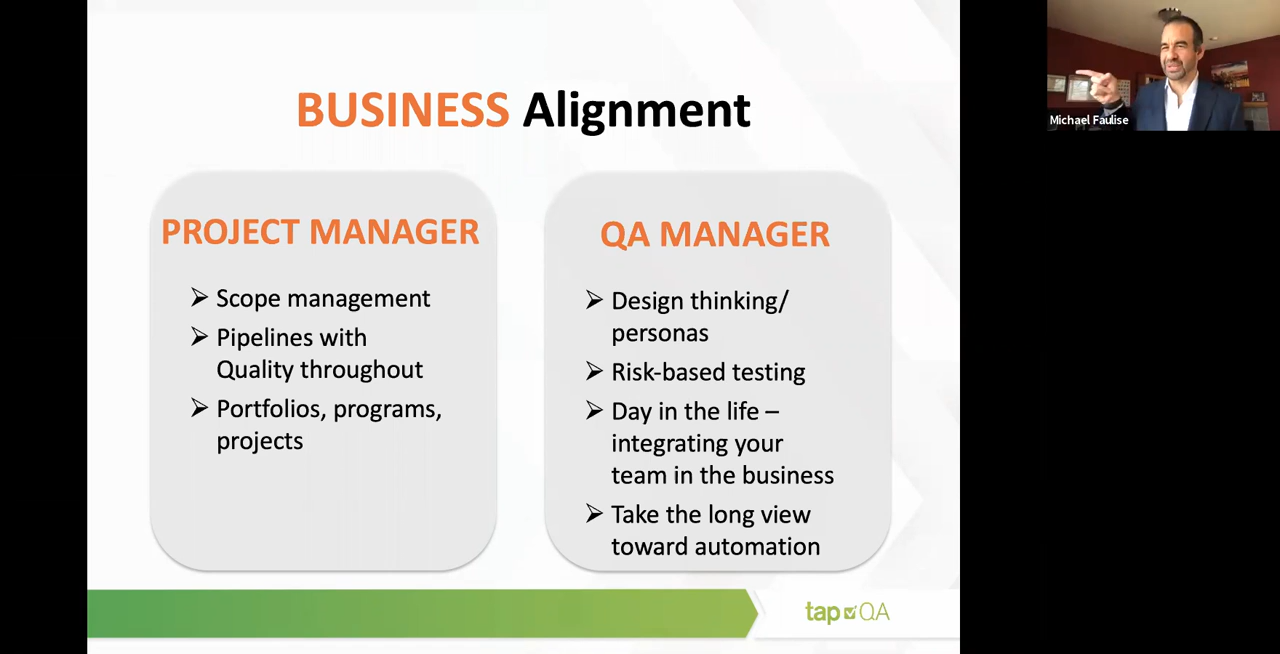 BUSINESS Alignment
PROJECT MANAGER
➢ Scope management
➢ Pipelines with
Quality throughout
➢ Portfolios, programs,
projects
QA MANAGER
➢ Design thinking/
personas
➢ Risk-based testing
➢ Day in the life –
integrating your
team in the business
➢ Take the long view
toward automation
tap QA
Michael Faulise